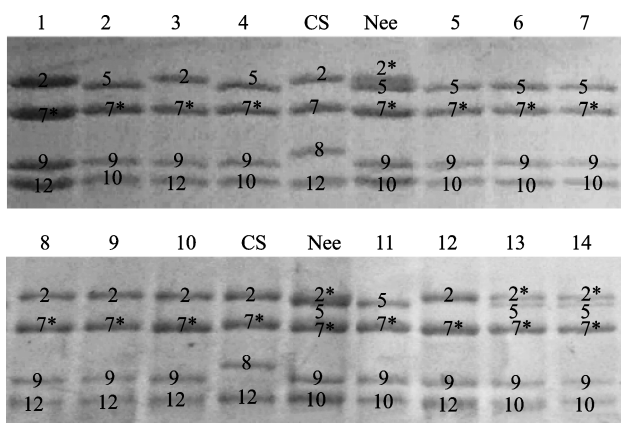 1 2 3 4 CS Nee 5 6 7
2 5 2 5 2 2* 5 5 5 5
7* 7* 7* 7* 7 7* 7* 7* 7*
8
9 9 9 9 9 9 9 9
12 10 12 10 12 10 10 10 10
8 9 10 CS Nee 11 12 13 14
2 2 2 2 2* 5 2 2* 2*
5 5 5
7* 7* 7* 7* 7* 7* 7* 7* 7*
8
9 9 9 9 9 9 9 9
12 12 12 12 10 10 12 10 10